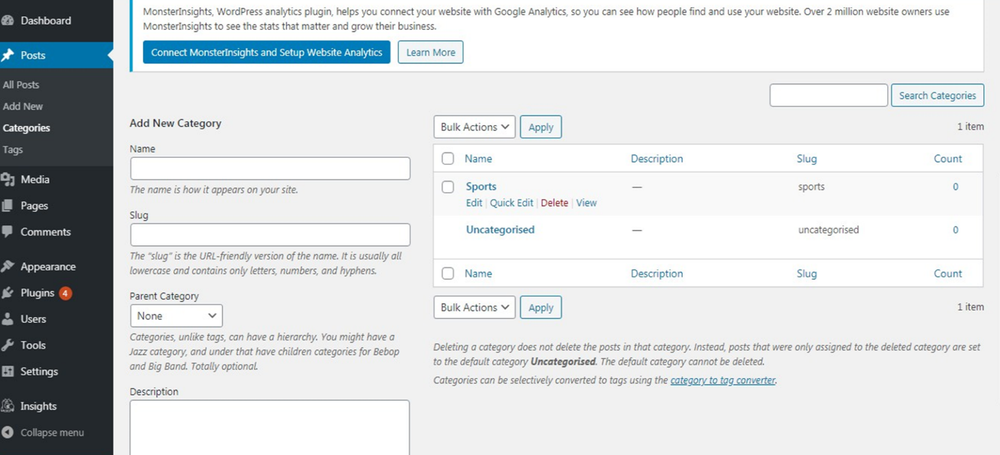 Dashboard
Posts
All Posts
Add New
Categories
Tags
Media
Pages
Comments
Appearance
Plugins 4
Users
Tools
Settings
Insights
Collapse menu
MonsterInsights, WordPress analytics plugin, helps you connect your website with Google Analytics, so you can see how people find and use your website. Over 2 million website owners use
MonsterInsights to see the stats that matter and grow their business.
Connect MonsterInsights and Setup Website Analytics Learn More
Search Categories
Add New Category
Name
The name is how it appears on your site.
Slug
The “slug” is the URL-friendly version of the name. It is usually all
lowercase and contains only letters, numbers, and hyphens.
Parent Category
None
Categories, unlike tags, can have a hierarchy. You might have a
Jazz category, and under that have children categories for Bebop
and Big Band. Totally optional.
Description
Bulk Actions Apply 1 item
Name Description Slug Count
Sports — sports 0
Edit | Quick Edit | Delete | View
Uncategorised — uncategorised 0
Name Description Slug Count
Bulk Actions Apply 1 item
Deleting a category does not delete the posts in that category. Instead, posts that were only assigned to the deleted category are set
to the default category Uncategorised. The default category cannot be deleted.
Categories can be selectively converted to tags using the category to tag converter.